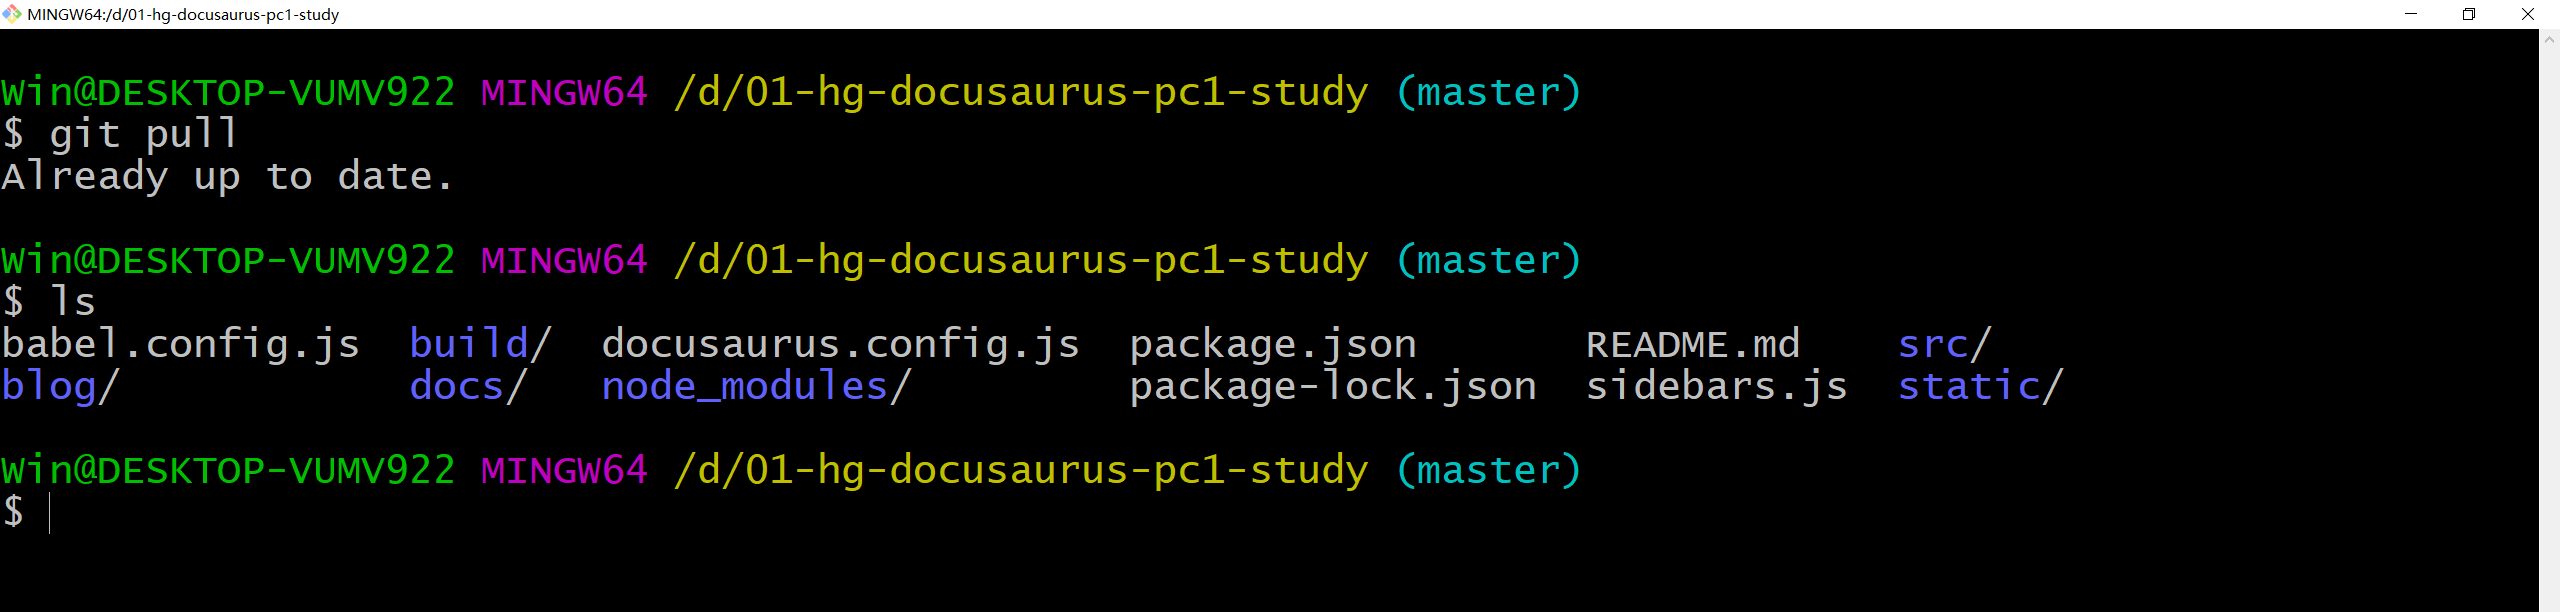 MINGW64:/d/01-hg-docusaurus-pc1-study
Win@DESKTOP-VUMV922 MINGW64 /d/01-hg-docusaurus-pc1-study (master)
$ git pull
Already up to date.
Win@DESKTOP-VUMV922 MINGW64 /d/01-hg-docusaurus-pc1-study (master)
$ ls
babel.config.js  build/  docusaurus.config.js  package.json       README.md    src/
blog/            docs/   node_modules/         package-lock.json  sidebars.js  static/
Win@DESKTOP-VUMV922 MINGW64 /d/01-hg-docusaurus-pc1-study (master)
$